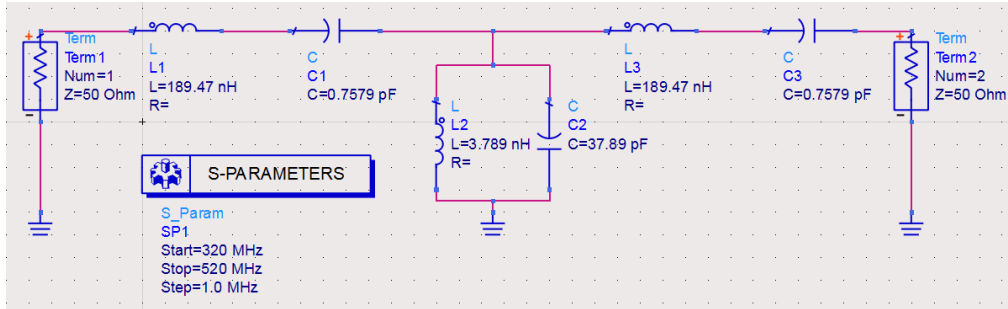 +
Term
Term1
Num=1
Z=50 Ohm
-
L
L1
L=189.47 nH
R=
C
C1
C=0.7579 pF
L
L2
L=3.789 nH
R=
C
C2
C=37.89 pF
L
L3
L=189.47 nH
R=
C
C3
C=0.7579 pF
+
Term
Term2
Num=2
Z=50 Ohm
-
S-PARAMETERS
S_Param
SP1
Start=320 MHz
Stop=520 MHz
Step=1.0 MHz